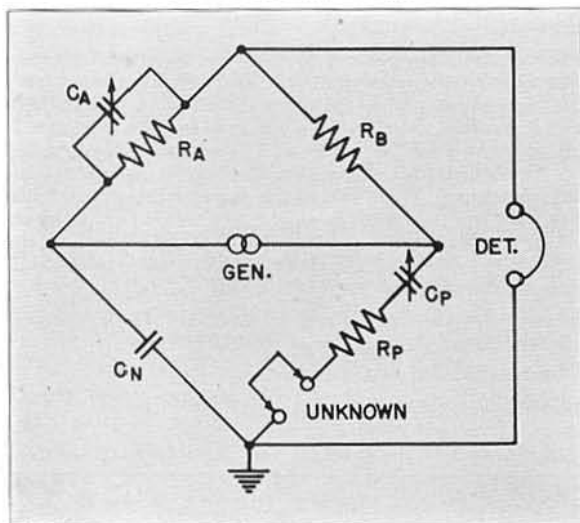 CA
RA
RB
GEN.
DET.
CP
RP
CN
UNKNOWN